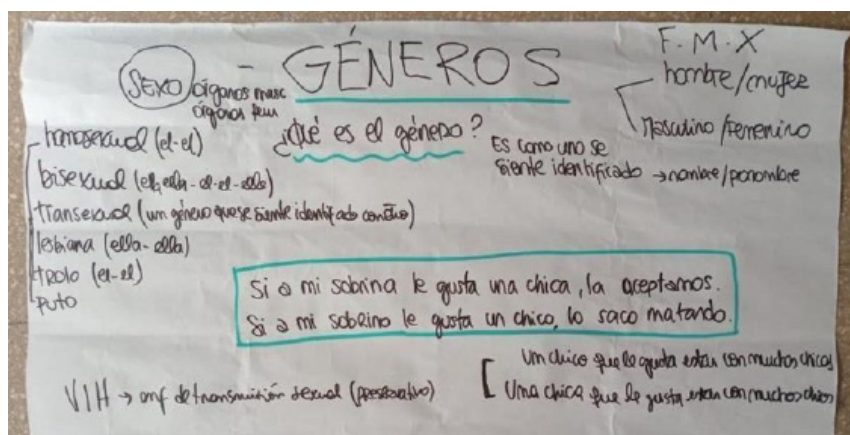 GÉNEROS
F. M. X
hombre/mujer
Masculino/Femenino
SEXO
órganos masc
órganos fem
¿Qué es el género?
Es como uno se
siente identificado → nombre/pronombre
homosexual (el-el)
bisexual (el, ella - el-el-ella)
transexual (un género que se siente identificado
lesbiana (ella-ella)
trolo (el-el)
puto
Si a mi sobrina le gusta una chica, la aceptamos.
Si a mi sobrino le gusta un chico, lo saco matando.
Un chico que le gusta estar con muchas chicas
Una chica que le gusta estar con muchos chicos
VIH → enf de transmisión sexual (preservativo)